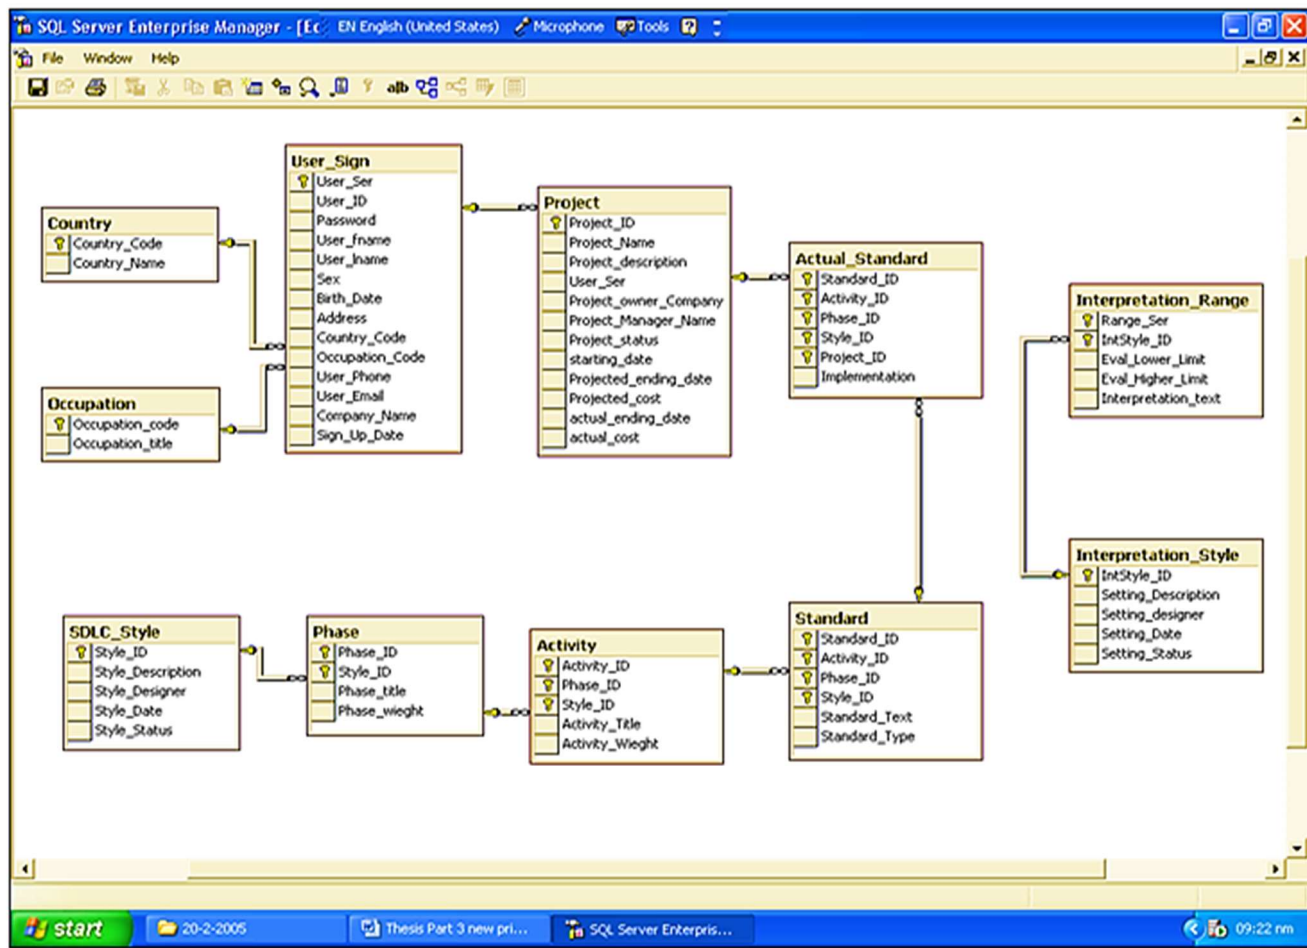 SQL Server Enterprise Manager - [Ec
EN English (United States) Microphone Tools
File Window Help
User_Sign
User_Ser
User_ID
Password
User_fname
User_lname
Sex
Birth_Date
Address
Country_Code
Occupation_Code
User_Phone
User_Email
Company_Name
Sign_Up_Date
Country
Country_Code
Country_Name
Occupation
Occupation_code
Occupation_title
Project
Project_ID
Project_Name
Project_description
User_Ser
Project_owner_Company
Project_Manager_Name
Project_status
starting_date
Projected_ending_date
Projected_cost
actual_ending_date
actual_cost
Actual_Standard
Standard_ID
Activity_ID
Phase_ID
Style_ID
Project_ID
Implementation
Interpretation_Range
Range_Ser
IntStyle_ID
Eval_Lower_Limit
Eval_Higher_Limit
Interpretation_text
Interpretation_Style
IntStyle_ID
Setting_Description
Setting_designer
Setting_Date
Setting_Status
SDLC_Style
Style_ID
Style_Description
Style_Designer
Style_Date
Style_Status
Phase
Phase_ID
Style_ID
Phase_title
Phase_wieght
Activity
Activity_ID
Phase_ID
Style_ID
Activity_Title
Activity_Wieght
Standard
Standard_ID
Activity_ID
Phase_ID
Style_ID
Standard_Text
Standard_Type
start
20-2-2005
Thesis Part 3 new pri...
SQL Server Enterpris...
09:22